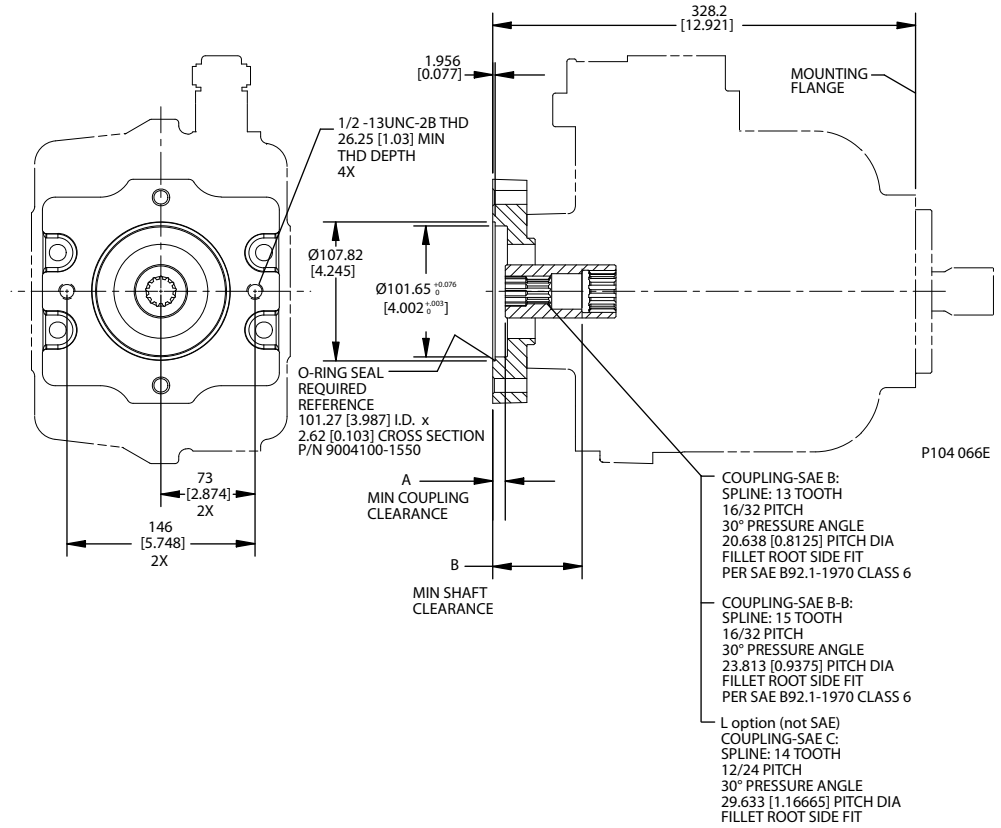 328.2
[12.921]
1.956
[0.077]
MOUNTING
FLANGE
1/2 -13UNC-2B THD
26.25 [1.03] MIN
THD DEPTH
4X
Ø107.82
[4.245]
Ø101.65 +0.076 0
[4.002 +.003 0]
O-RING SEAL
REQUIRED
REFERENCE
101.27 [3.987] I.D. x
2.62 [0.103] CROSS SECTION
P/N 9004100-1550
P104 066E
73
[2.874]
2X
146
[5.748]
2X
A
MIN COUPLING
CLEARANCE
B
MIN SHAFT
CLEARANCE
COUPLING-SAE B:
SPLINE: 13 TOOTH
16/32 PITCH
30° PRESSURE ANGLE
20.638 [0.8125] PITCH DIA
FILLET ROOT SIDE FIT
PER SAE B92.1-1970 CLASS 6
COUPLING-SAE B-B:
SPLINE: 15 TOOTH
16/32 PITCH
30° PRESSURE ANGLE
23.813 [0.9375] PITCH DIA
FILLET ROOT SIDE FIT
PER SAE B92.1-1970 CLASS 6
L option (not SAE)
COUPLING-SAE C:
SPLINE: 14 TOOTH
12/24 PITCH
30° PRESSURE ANGLE
29.633 [1.16665] PITCH DIA
FILLET ROOT SIDE FIT